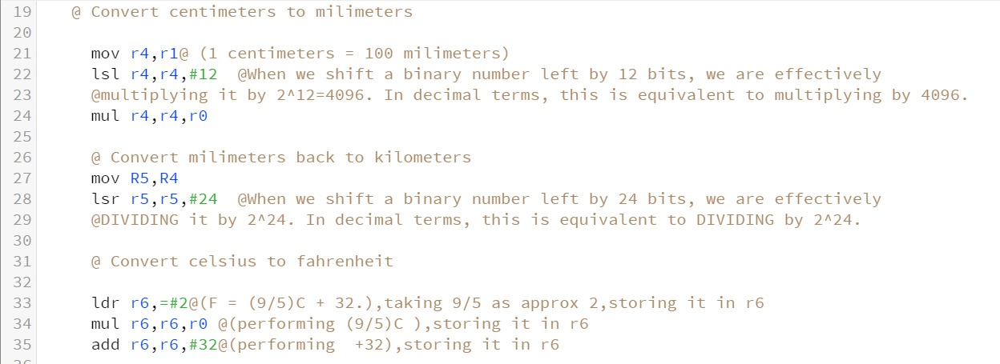 19 @ Convert centimeters to milimeters
20
21 mov r4,r1@ (1 centimeters = 100 milimeters)
22 lsl r4,r4,#12 @When we shift a binary number left by 12 bits, we are effectively
23 @multiplying it by 2^12=4096. In decimal terms, this is equivalent to multiplying by 4096.
24 mul r4,r4,r0
25
26 @ Convert milimeters back to kilometers
27 mov R5,R4
28 lsr r5,r5,#24 @When we shift a binary number left by 24 bits, we are effectively
29 @DIVIDING it by 2^24. In decimal terms, this is equivalent to DIVIDING by 2^24.
30
31 @ Convert celsius to fahrenheit
32
33 ldr r6,=#2@(F = (9/5)C + 32.),taking 9/5 as approx 2,storing it in r6
34 mul r6,r6,r0 @(performing (9/5)C ),storing it in r6
35 add r6,r6,#32@(performing  +32),storing it in r6